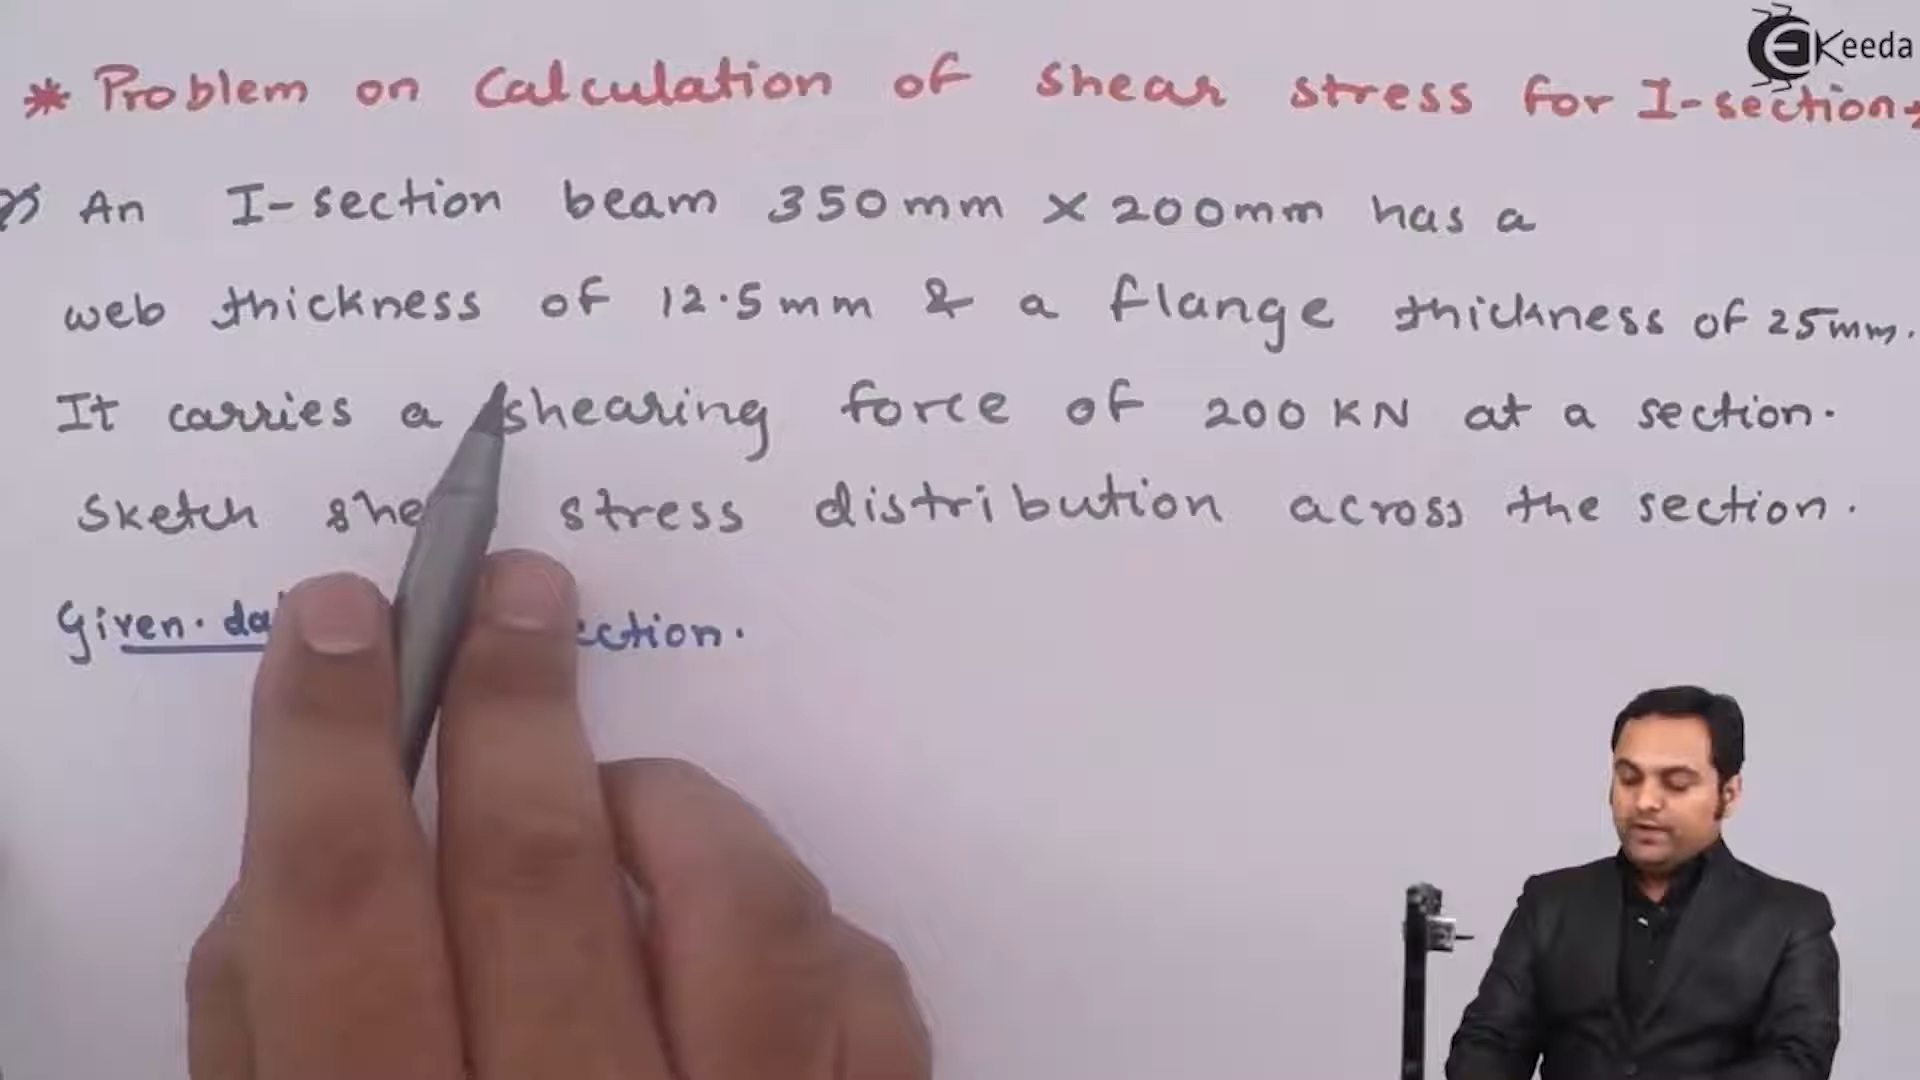 Keeda
* Problem on Calculation of shear stress for I-section
An I-section beam 350mm x 200mm has a
web thickness of 12.5mm & a flange thickness of 25mm.
It carries a shearing force of 200 KN at a section.
Sketch stress distribution across the section.
Given.